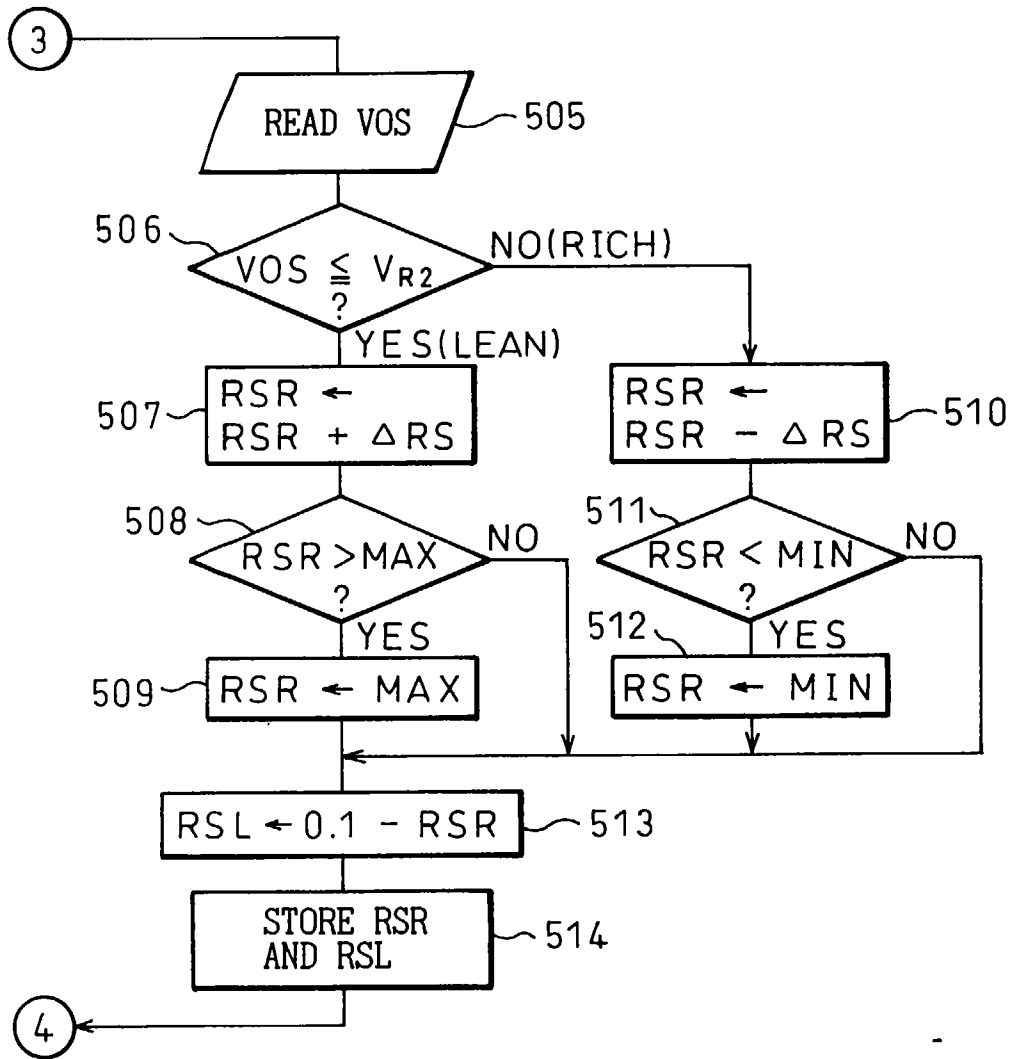 3
READ VOS
505
506
VOS ≦ VR2
?
NO(RICH)
YES(LEAN)
507
RSR ←
RSR + △RS
RSR ←
RSR - △RS
510
508
RSR > MAX
?
NO
YES
511
RSR < MIN
?
NO
YES
509
RSR ← MAX
512
RSR ← MIN
RSL ← 0.1 - RSR
513
STORE RSR
AND RSL
514
4